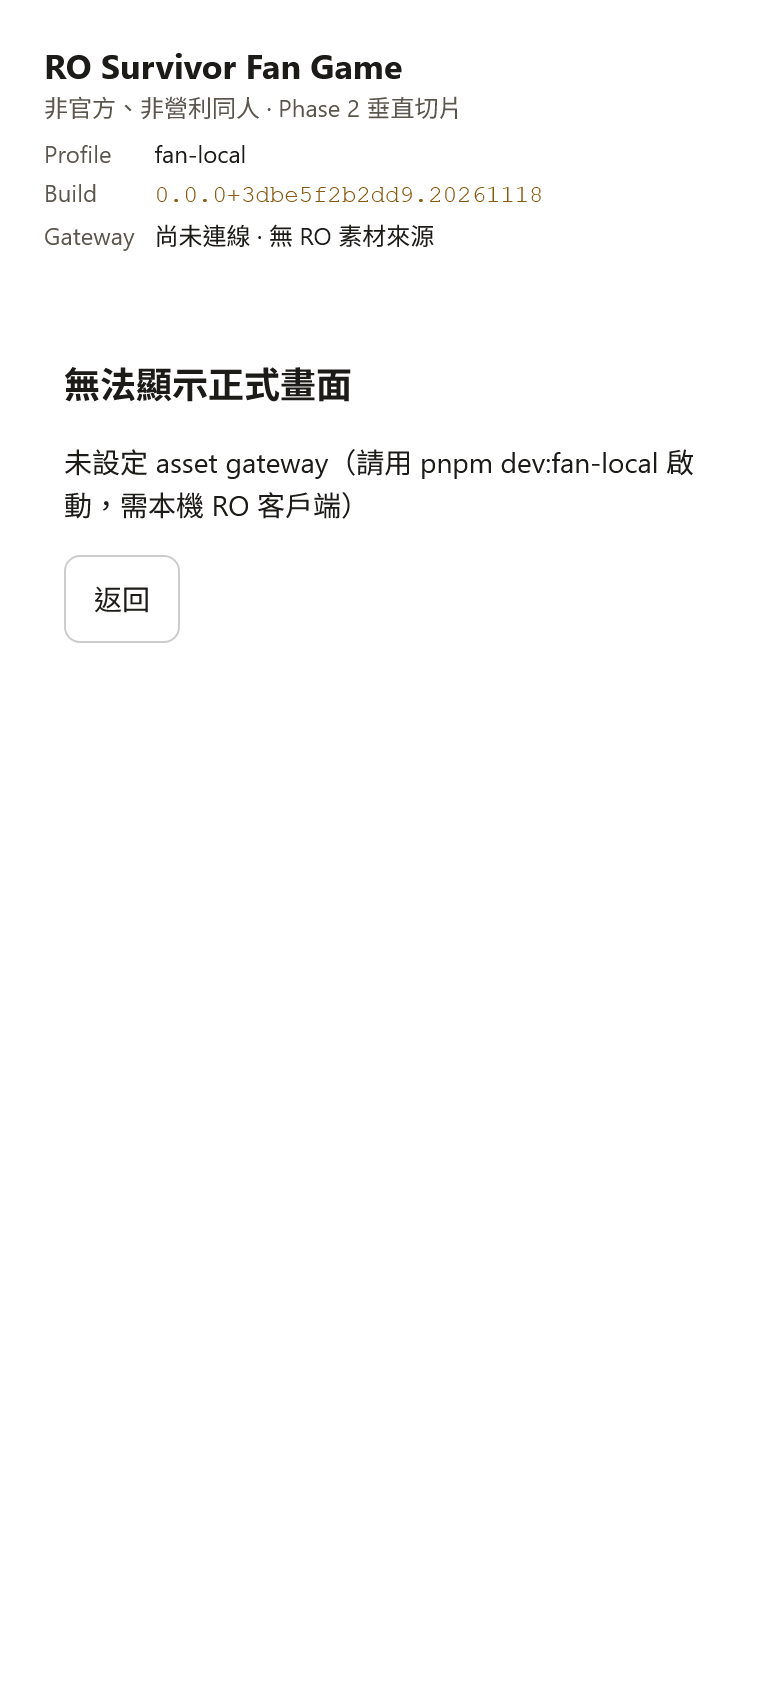 RO Survivor Fan Game
非官方、非營利同人 · Phase 2 垂直切片
Profile fan-local
Build 0.0.0+3dbe5f2b2dd9.20261118
Gateway 尚未連線 · 無 RO 素材來源
無法顯示正式畫面
未設定 asset gateway（請用 pnpm dev:fan-local 啟
動，需本機 RO 客戶端）
返回